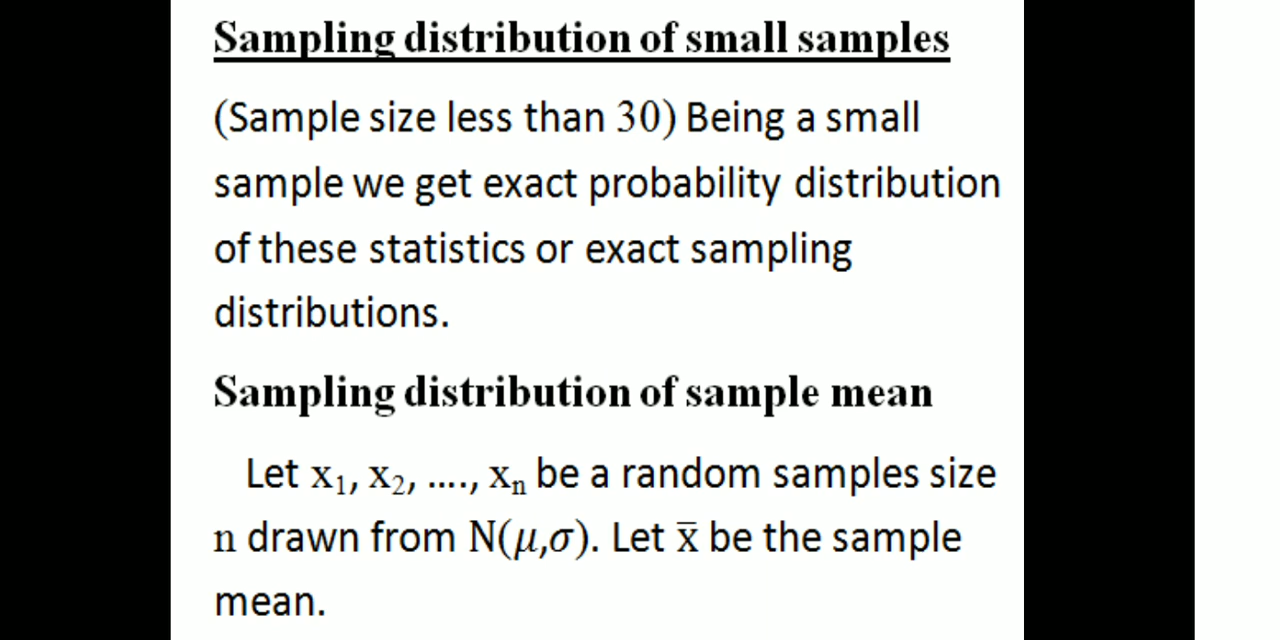 Sampling distribution of small samples
(Sample size less than 30) Being a small
sample we get exact probability distribution
of these statistics or exact sampling
distributions.
Sampling distribution of sample mean
Let x₁, x₂, ...., xₙ be a random samples size
n drawn from N(μ,σ). Let x̅ be the sample
mean.